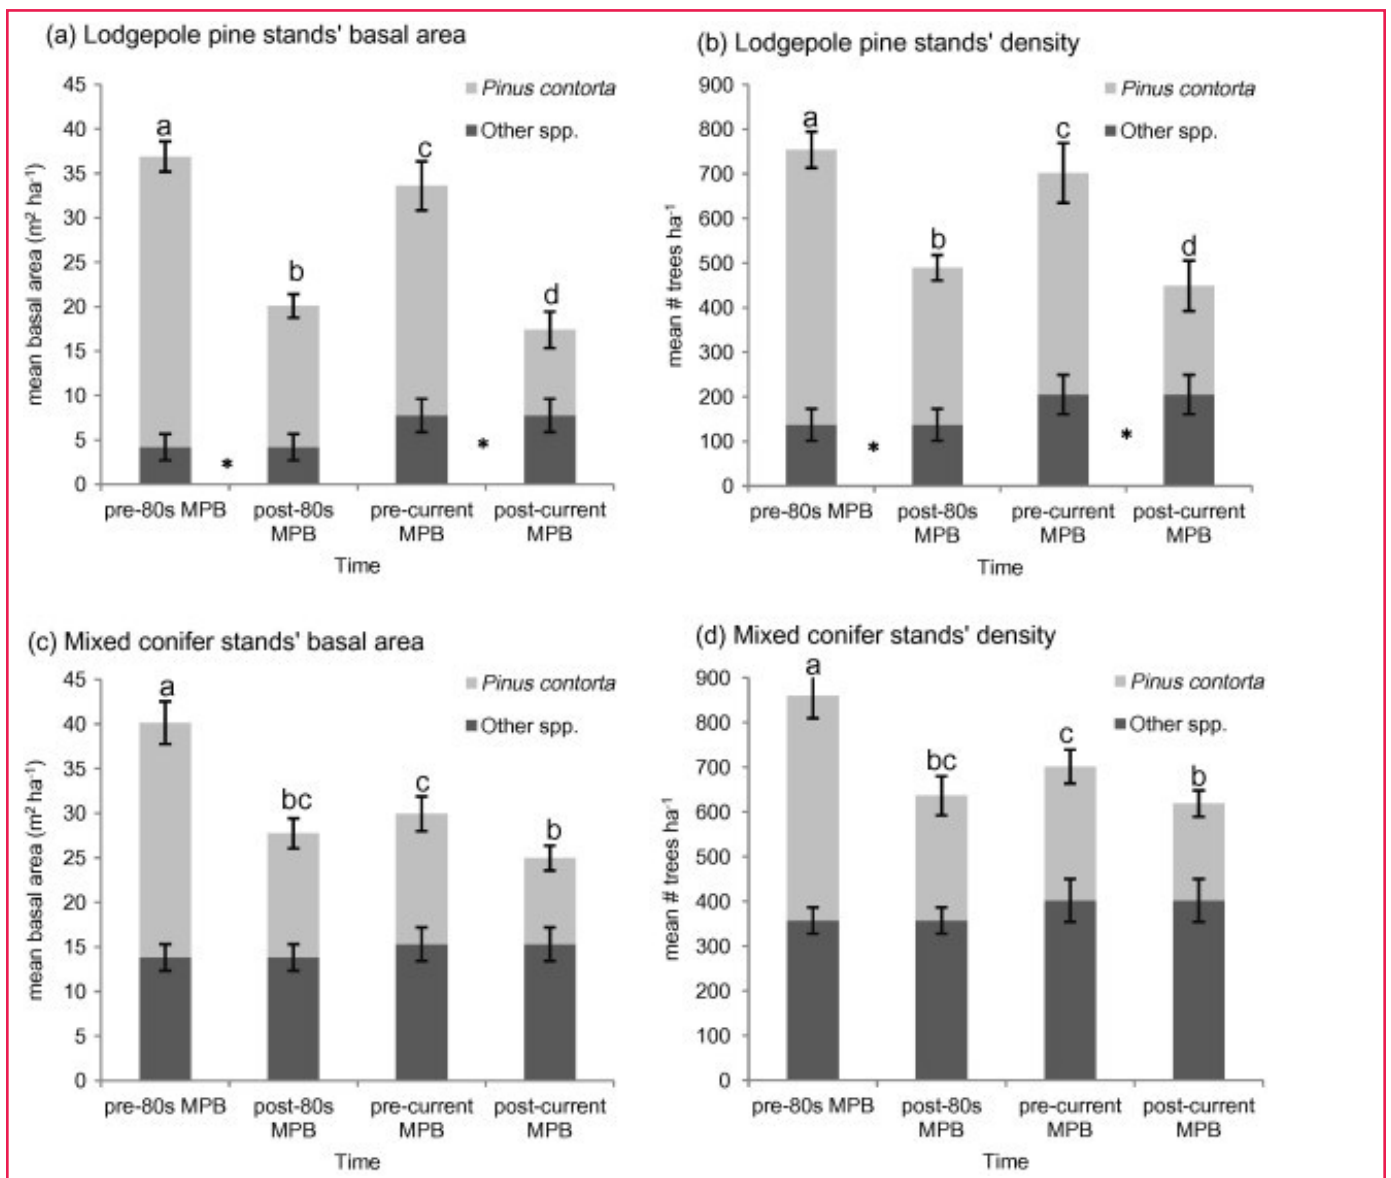 (a) Lodgepole pine stands' basal area
mean basal area (m² ha⁻¹)
45
40
35
30
25
20
15
10
5
0
Pinus contorta
Other spp.
a
b
c
d
*
*
pre-80s MPB
post-80s
MPB
pre-current
MPB
post-current
MPB
Time
(b) Lodgepole pine stands' density
mean # trees ha⁻¹
900
800
700
600
500
400
300
200
100
0
Pinus contorta
Other spp.
a
b
c
d
*
*
pre-80s MPB
post-80s
MPB
pre-current
MPB
post-current
MPB
Time
(c) Mixed conifer stands' basal area
mean basal area (m² ha⁻¹)
45
40
35
30
25
20
15
10
5
0
Pinus contorta
Other spp.
a
bc
c
b
pre-80s MPB
post-80s
MPB
pre-current
MPB
post-current
MPB
Time
(d) Mixed conifer stands' density
mean # trees ha⁻¹
900
800
700
600
500
400
300
200
100
0
Pinus contorta
Other spp.
a
bc
c
b
pre-80s MPB
post-80s
MPB
pre-current
MPB
post-current
MPB
Time